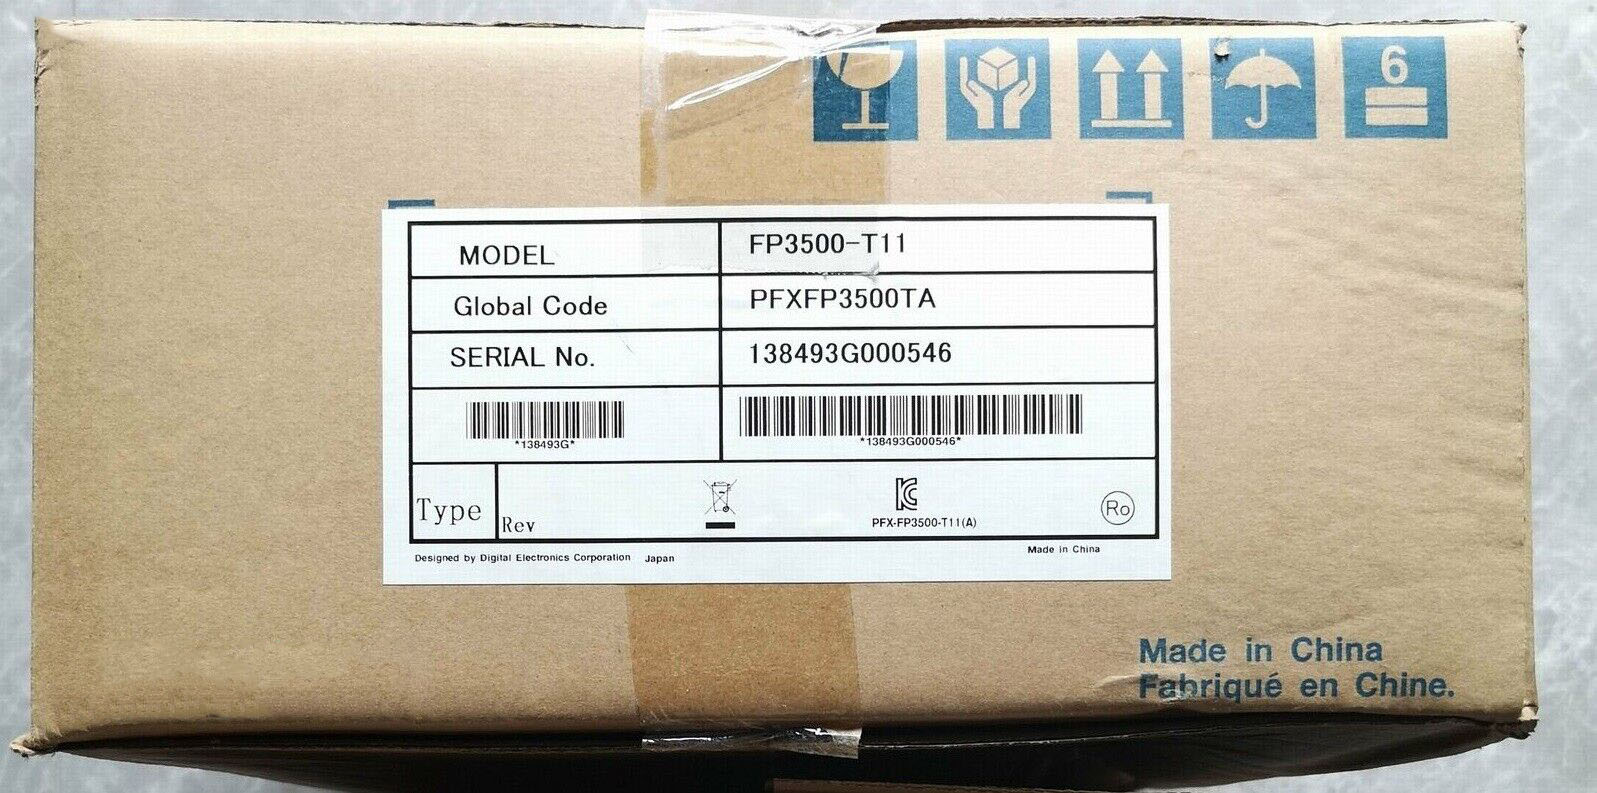 6
MODEL FP3500-T11
Global Code PFXFP3500TA
SERIAL No. 138493G000546
*138493G* *138493G000546*
Type Rev PFX-FP3500-T11(A) Ro
Designed by Digital Electronics Corporation Japan Made in China
Made in China
Fabriqué en Chine.